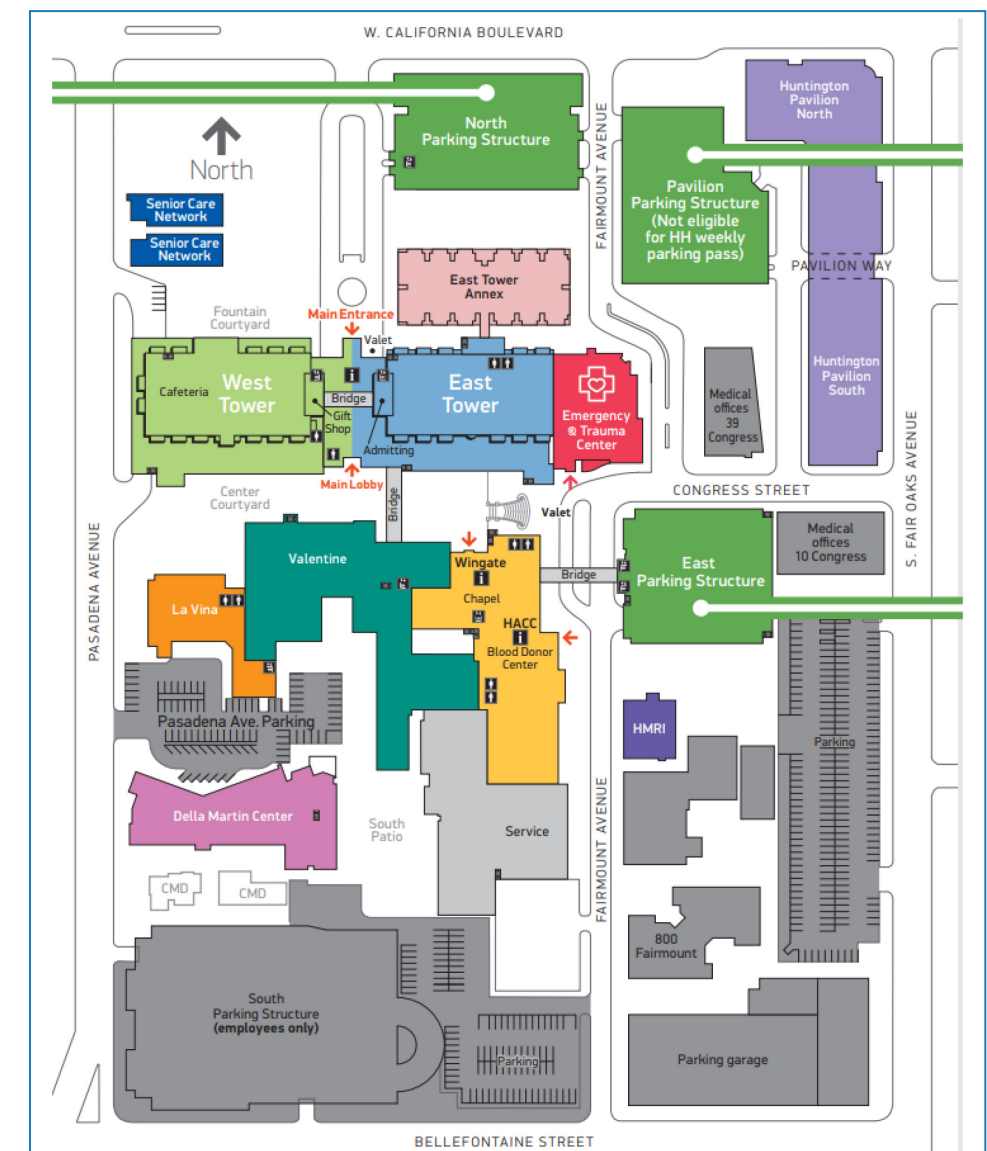 W. CALIFORNIA BOULEVARD
North
Parking Structure
Huntington
Pavilion
North
FAIRMOUNT AVENUE
North
Pavilion
Parking Structure
(Not eligible
for HH weekly
parking pass)
Senior Care
Network
Senior Care
Network
PAVILION WAY
East Tower
Annex
Fountain
Courtyard
Main Entrance
Valet
West
Tower
Cafeteria
Bridge
Gift
Shop
Admitting
East
Tower
Emergency
& Trauma
Center
Medical
offices
39
Congress
Huntington
Pavilion
South
S. FAIR OAKS AVENUE
Main Lobby
Center
Courtyard
Bridge
Valet
CONGRESS STREET
PASADENA AVENUE
Valentine
Wingate
Chapel
HACC
Blood Donor
Center
Bridge
East
Parking Structure
Medical
offices
10 Congress
La Vina
Pasadena Ave. Parking
HMRI
Parking
Della Martin Center
South
Patio
Service
FAIRMOUNT AVENUE
CMD
CMD
800
Fairmount
South
Parking Structure
(employees only)
Parking
Parking garage
BELLEFONTAINE STREET